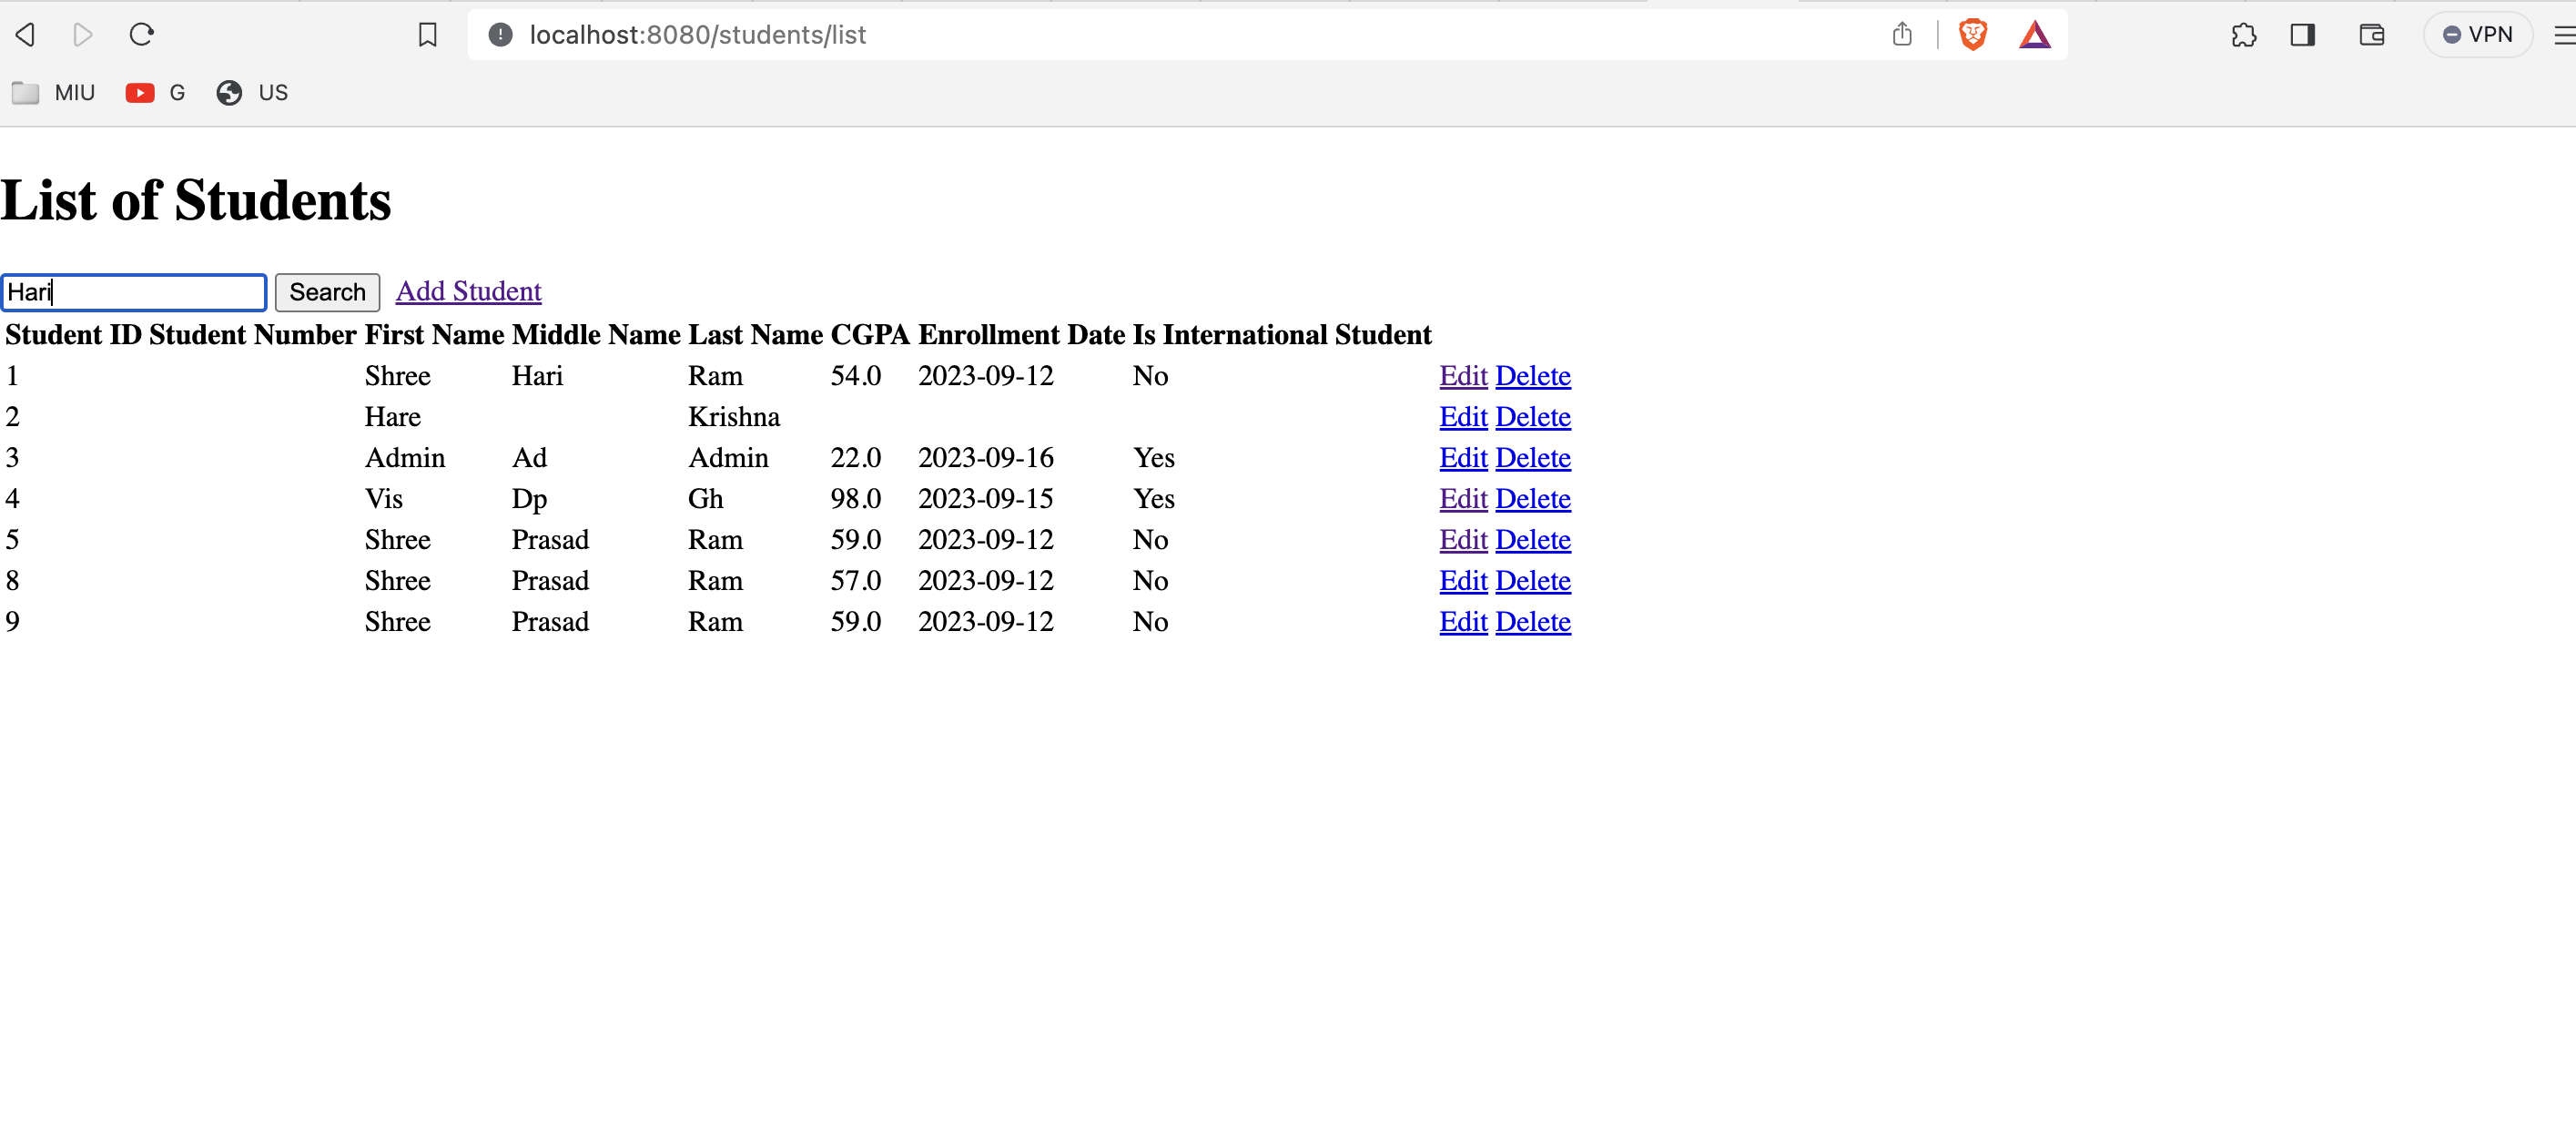 localhost:8080/students/list
VPN
MIU G US
List of Students
Hari Search Add Student
Student ID Student Number First Name Middle Name Last Name CGPA Enrollment Date Is International Student
1 Shree Hari Ram 54.0 2023-09-12 No Edit Delete
2 Hare Krishna Edit Delete
3 Admin Ad Admin 22.0 2023-09-16 Yes Edit Delete
4 Vis Dp Gh 98.0 2023-09-15 Yes Edit Delete
5 Shree Prasad Ram 59.0 2023-09-12 No Edit Delete
8 Shree Prasad Ram 57.0 2023-09-12 No Edit Delete
9 Shree Prasad Ram 59.0 2023-09-12 No Edit Delete